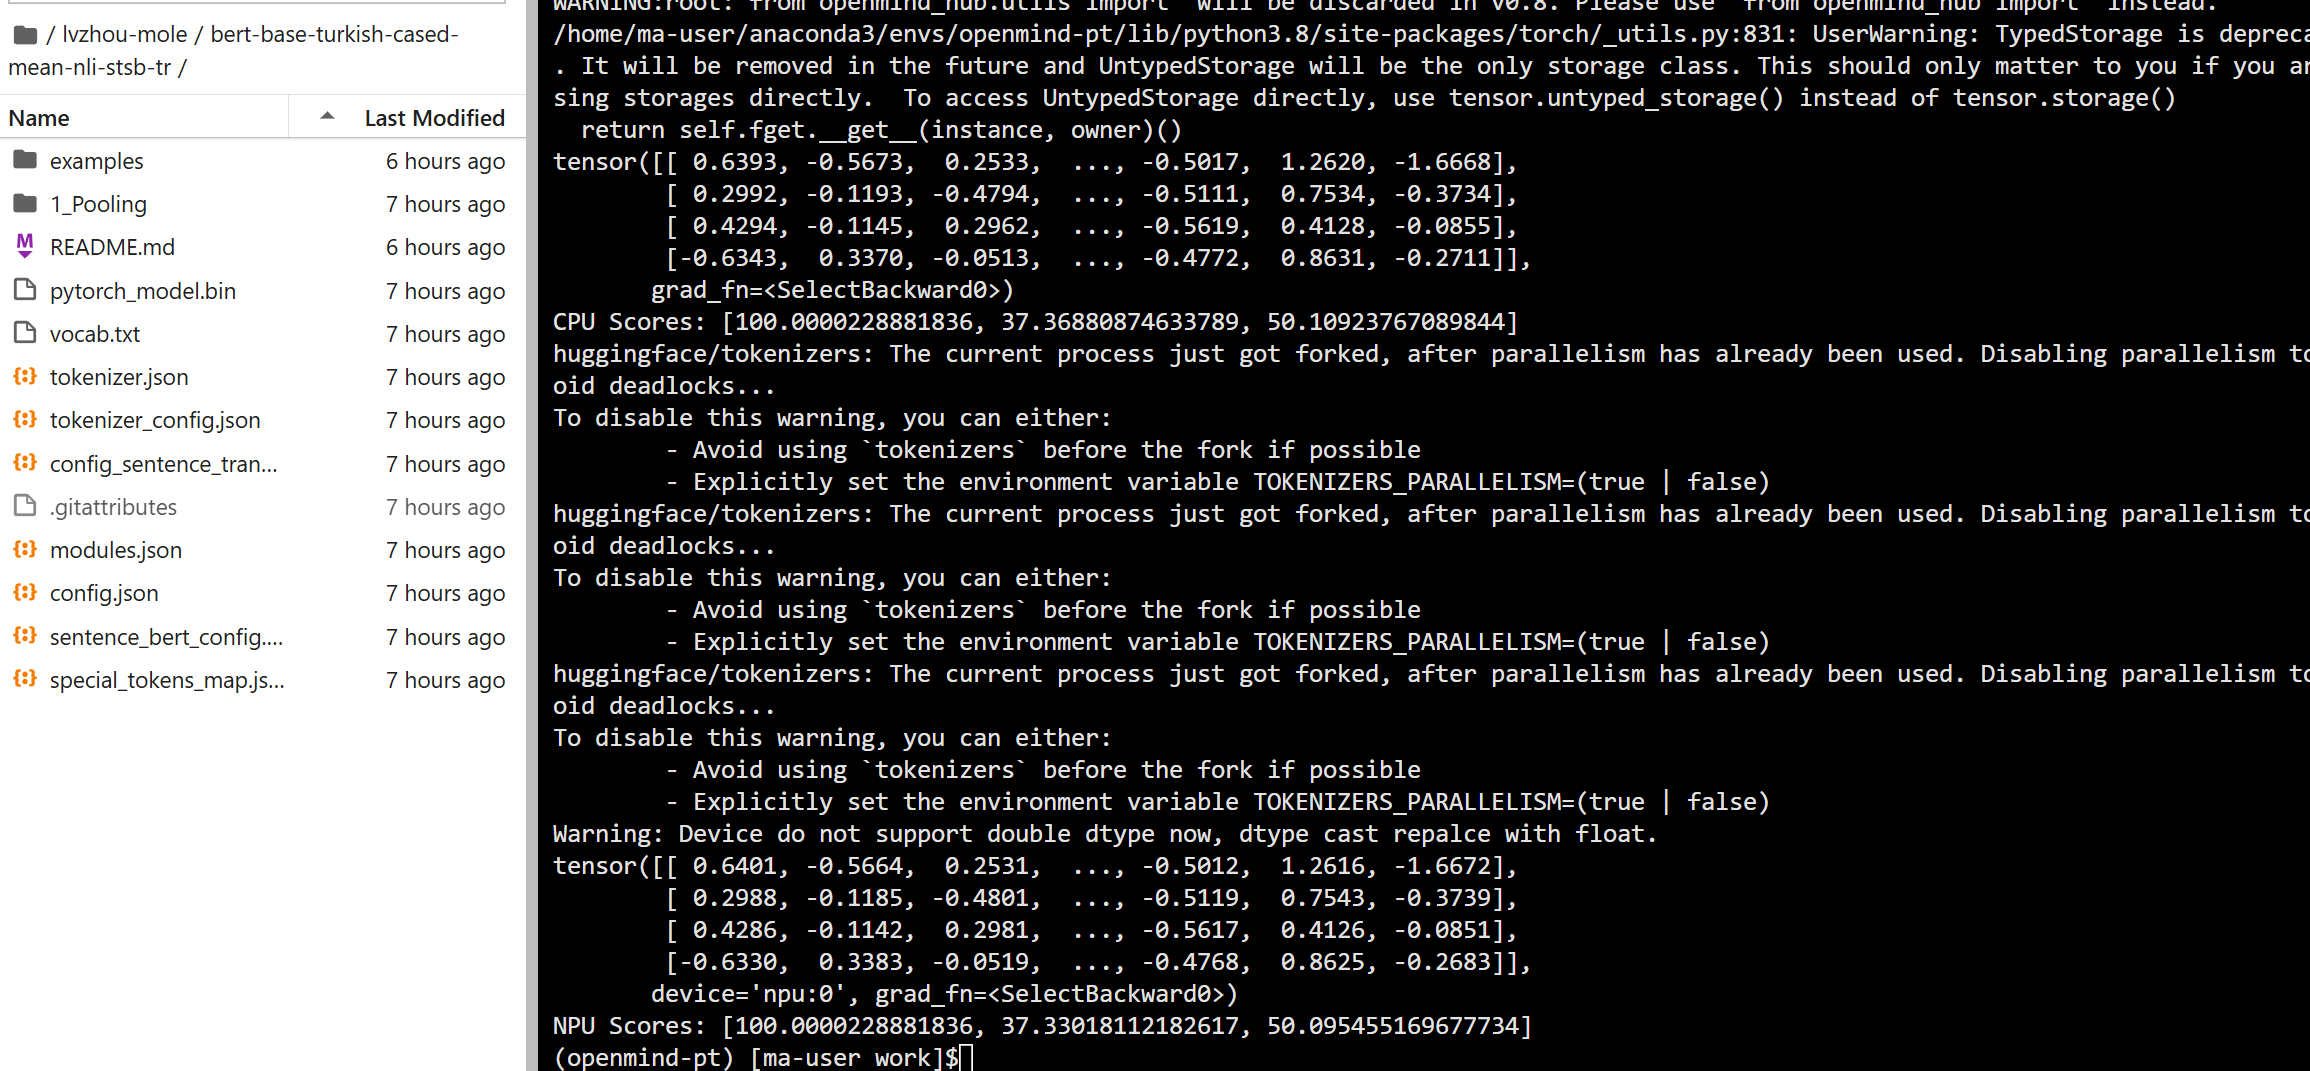 / lvzhou-mole / bert-base-turkish-cased-
mean-nli-stsb-tr /
Name Last Modified
examples 6 hours ago
1_Pooling 7 hours ago
README.md 6 hours ago
pytorch_model.bin 7 hours ago
vocab.txt 7 hours ago
tokenizer.json 7 hours ago
tokenizer_config.json 7 hours ago
config_sentence_tran... 7 hours ago
.gitattributes 7 hours ago
modules.json 7 hours ago
config.json 7 hours ago
sentence_bert_config.... 7 hours ago
special_tokens_map.js... 7 hours ago
WARNING:root:`from openmind_hub.utils import` will be discarded in v0.8. Please use `from openmind_hub import` instead.
/home/ma-user/anaconda3/envs/openmind-pt/lib/python3.8/site-packages/torch/_utils.py:831: UserWarning: TypedStorage is depreca
. It will be removed in the future and UntypedStorage will be the only storage class. This should only matter to you if you ar
sing storages directly.  To access UntypedStorage directly, use tensor.untyped_storage() instead of tensor.storage()
  return self.fget.__get__(instance, owner)()
tensor([[ 0.6393, -0.5673,  0.2533,  ..., -0.5017,  1.2620, -1.6668],
        [ 0.2992, -0.1193, -0.4794,  ..., -0.5111,  0.7534, -0.3734],
        [ 0.4294, -0.1145,  0.2962,  ..., -0.5619,  0.4128, -0.0855],
        [-0.6343,  0.3370, -0.0513,  ..., -0.4772,  0.8631, -0.2711]],
       grad_fn=<SelectBackward0>)
CPU Scores: [100.0000228881836, 37.36880874633789, 50.10923767089844]
huggingface/tokenizers: The current process just got forked, after parallelism has already been used. Disabling parallelism to
oid deadlocks...
To disable this warning, you can either:
        - Avoid using `tokenizers` before the fork if possible
        - Explicitly set the environment variable TOKENIZERS_PARALLELISM=(true | false)
huggingface/tokenizers: The current process just got forked, after parallelism has already been used. Disabling parallelism to
oid deadlocks...
To disable this warning, you can either:
        - Avoid using `tokenizers` before the fork if possible
        - Explicitly set the environment variable TOKENIZERS_PARALLELISM=(true | false)
huggingface/tokenizers: The current process just got forked, after parallelism has already been used. Disabling parallelism to
oid deadlocks...
To disable this warning, you can either:
        - Avoid using `tokenizers` before the fork if possible
        - Explicitly set the environment variable TOKENIZERS_PARALLELISM=(true | false)
Warning: Device do not support double dtype now, dtype cast repalce with float.
tensor([[ 0.6401, -0.5664,  0.2531,  ..., -0.5012,  1.2616, -1.6672],
        [ 0.2988, -0.1185, -0.4801,  ..., -0.5119,  0.7543, -0.3739],
        [ 0.4286, -0.1142,  0.2981,  ..., -0.5617,  0.4126, -0.0851],
        [-0.6330,  0.3383, -0.0519,  ..., -0.4768,  0.8625, -0.2683]],
       device='npu:0', grad_fn=<SelectBackward0>)
NPU Scores: [100.0000228881836, 37.33018112182617, 50.095455169677734]
(openmind-pt) [ma-user work]$